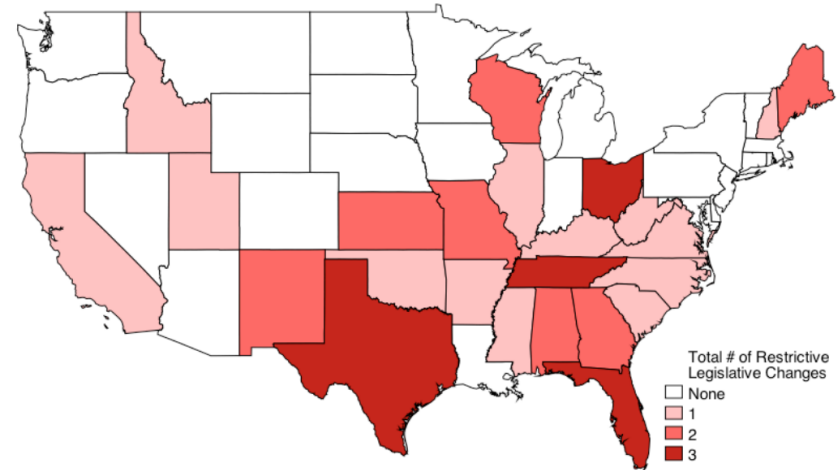 Total # of Restrictive
Legislative Changes
None
1
2
3